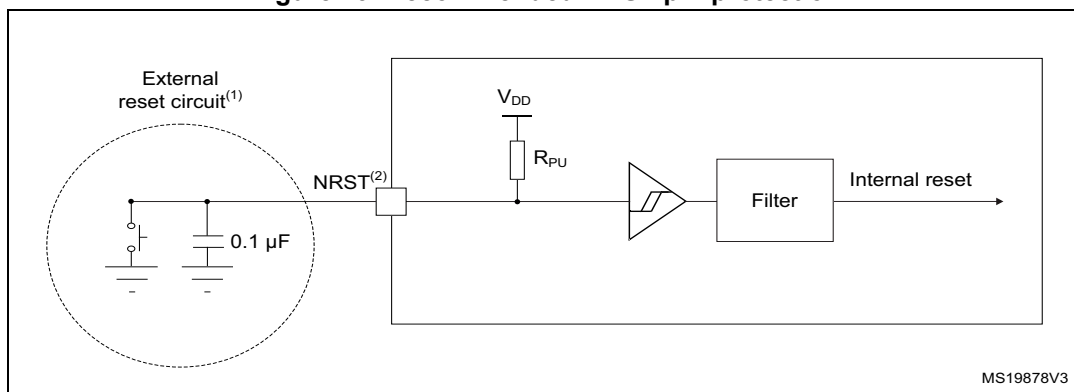 External
reset circuit(1)
VDD
RPU
NRST(2)
Filter
Internal reset
0.1 µF
MS19878V3